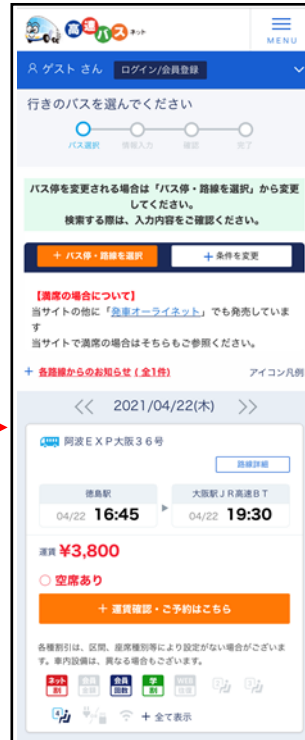 高速バスネット
MENU
ゲスト さん ログイン/会員登録
行きのバスを選んでください
バス選択 情報入力 確認 完了
バス停を変更される場合は「バス停・路線を選択」から変更
してください。
検索する際は、入力内容をご確認ください。
+ バス停・路線を選択 + 条件を変更
【満席の場合について】
当サイトの他に「発車オーライネット」でも発売していま
す
当サイトで満席の場合はそちらもご参照ください。
+ 各路線からのお知らせ ( 全1件) アイコン凡例
<< 2021/04/22(木) >>
阿波EXP大阪36号
路線詳細
徳島駅 大阪駅JR高速BT
04/22 16:45 04/22 19:30
運賃 ¥3,800
○ 空席あり
+ 運賃確認・ご予約はこちら
各種割引は、区間、座席種別等により設定がない場合がございま
す。車内設備は、異なる場合もございます。
ネット割 会員 会員回数 学割 WEB
4 + 全て表示